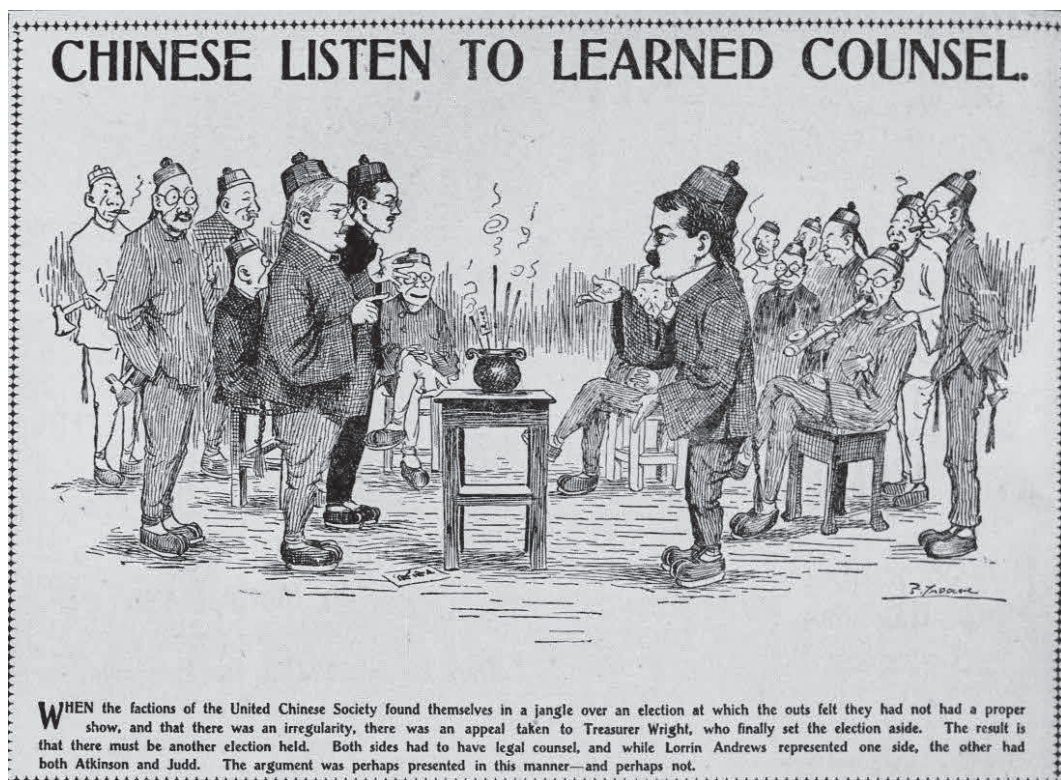 CHINESE LISTEN TO LEARNED COUNSEL.
WHEN the factions of the United Chinese Society found themselves in a jangle over an election at which the outs felt they had not had a proper
show, and that there was an irregularity, there was an appeal taken to Treasurer Wright, who finally set the election aside. The result is
that there must be another election held. Both sides had to have legal counsel, and while Lorrin Andrews represented one side, the other had
both Atkinson and Judd. The argument was perhaps presented in this manner—and perhaps not.